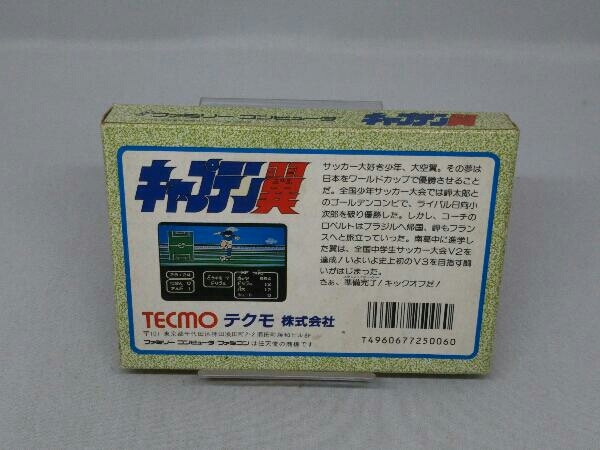 ファミリー コンピュータ
キャプテン翼
キャプテン翼
サッカー大好き少年、大空翼。その夢は
日本をワールドカップで優勝させること
だ。全国少年サッカー大会では岬太郎と
のゴールデンコンビで、ライバル日向小
次郎を破り優勝した。しかし、コーチの
ロベルトはブラジルへ帰国、岬もフラン
スへと旅立っていった。南葛中に進学し
た翼は、全国中学生サッカー大会V2を
達成!いよいよ史上初のV3を目指す闘
いがはじまった。
さぁ、準備完了!キックオフだ!
TECMO テクモ 株式会社
ファミリー コンピュータ ファミコン は任天堂の商標です
T4960677250060